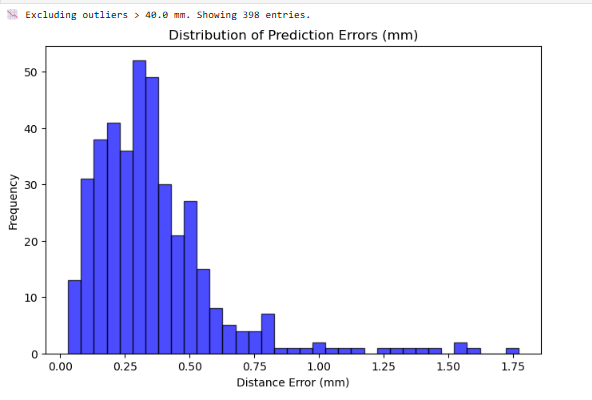 Excluding outliers > 40.0 mm. Showing 398 entries.
Distribution of Prediction Errors (mm)
50
40
30
20
10
0
Frequency
0.00 0.25 0.50 0.75 1.00 1.25 1.50 1.75
Distance Error (mm)